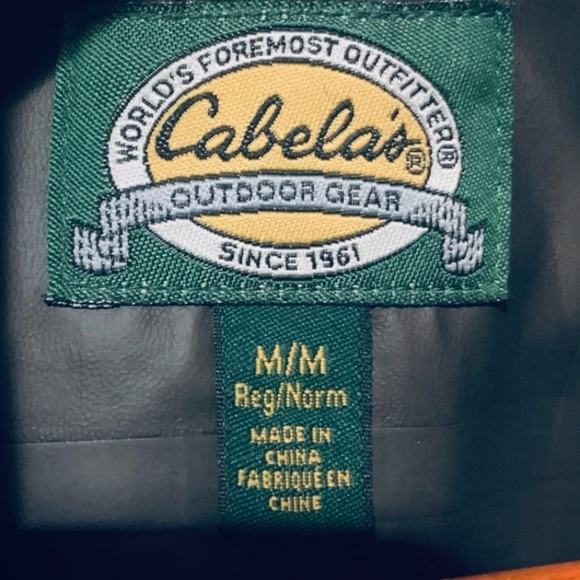 WORLD'S FOREMOST OUTFITTER®
Cabela's®
OUTDOOR GEAR
SINCE 1961
M/M
Reg/Norm
MADE IN
CHINA
FABRIQUÉ EN
CHINE